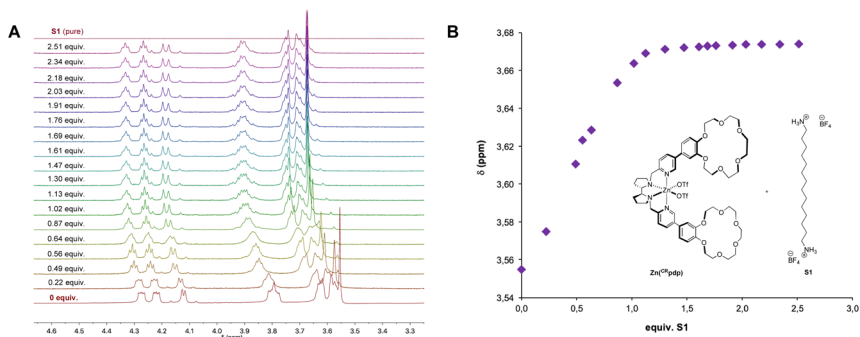 A
S1 (pure)
2.51 equiv.
2.34 equiv.
2.18 equiv.
2.03 equiv.
1.91 equiv.
1.76 equiv.
1.69 equiv.
1.61 equiv.
1.47 equiv.
1.30 equiv.
1.13 equiv.
1.02 equiv.
0.87 equiv.
0.64 equiv.
0.56 equiv.
0.49 equiv.
0.22 equiv.
0 equiv.
4.6 4.5 4.4 4.3 4.2 4.1 4.0 3.9 3.8 3.7 3.6 3.5 3.4 3.3
B
δ (ppm)
3,68
3,66
3,64
3,62
3,60
3,58
3,56
3,54
0,0 0,5 1,0 1,5 2,0 2,5 3,0
equiv. S1
O O O
O O
O O
N N
N Zn OTf
N OTf
O O
O O
O O
Zn(CRpdp)
+
H3N ⊕ ⊖ BF4
NH3 ⊕
⊖ BF4
S1